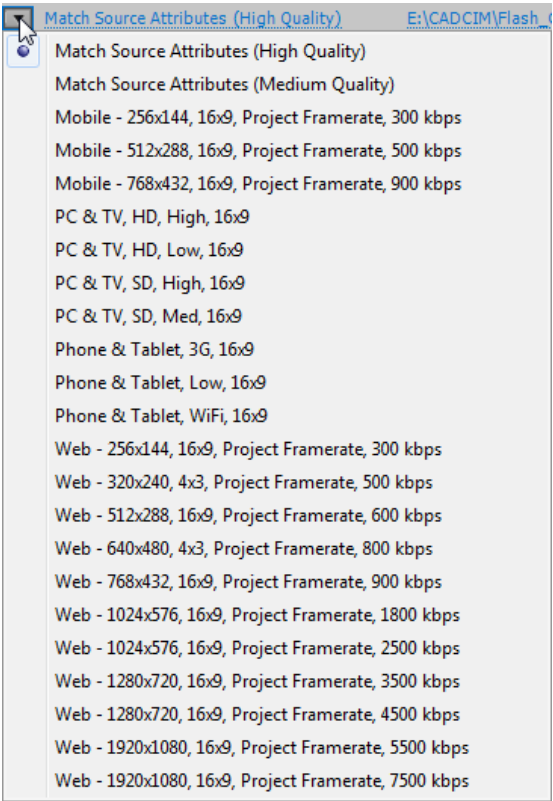 Match Source Attributes (High Quality) E:\CADCIM\Flash_
Match Source Attributes (High Quality)
Match Source Attributes (Medium Quality)
Mobile - 256x144, 16x9, Project Framerate, 300 kbps
Mobile - 512x288, 16x9, Project Framerate, 500 kbps
Mobile - 768x432, 16x9, Project Framerate, 900 kbps
PC & TV, HD, High, 16x9
PC & TV, HD, Low, 16x9
PC & TV, SD, High, 16x9
PC & TV, SD, Med, 16x9
Phone & Tablet, 3G, 16x9
Phone & Tablet, Low, 16x9
Phone & Tablet, WiFi, 16x9
Web - 256x144, 16x9, Project Framerate, 300 kbps
Web - 320x240, 4x3, Project Framerate, 500 kbps
Web - 512x288, 16x9, Project Framerate, 600 kbps
Web - 640x480, 4x3, Project Framerate, 800 kbps
Web - 768x432, 16x9, Project Framerate, 900 kbps
Web - 1024x576, 16x9, Project Framerate, 1800 kbps
Web - 1024x576, 16x9, Project Framerate, 2500 kbps
Web - 1280x720, 16x9, Project Framerate, 3500 kbps
Web - 1280x720, 16x9, Project Framerate, 4500 kbps
Web - 1920x1080, 16x9, Project Framerate, 5500 kbps
Web - 1920x1080, 16x9, Project Framerate, 7500 kbps